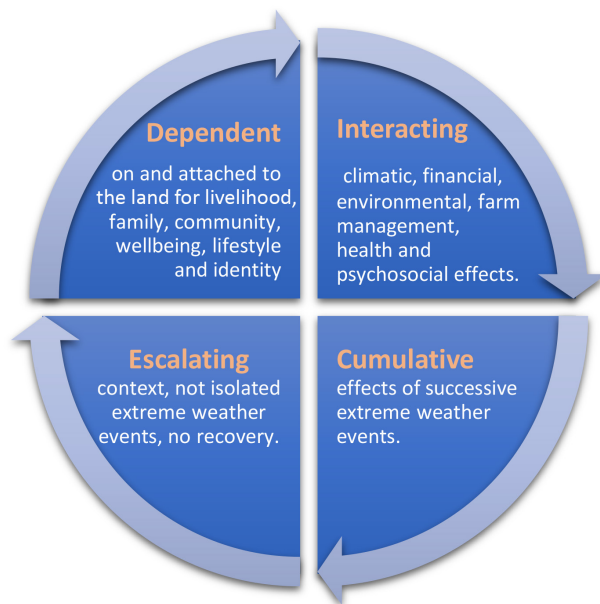 Dependent
on and attached to
the land for livelihood,
family, community,
wellbeing, lifestyle
and identity
Interacting
climatic, financial,
environmental, farm
management,
health and
psychosocial effects.
Escalating
context, not isolated
extreme weather
events, no recovery.
Cumulative
effects of successive
extreme weather
events.